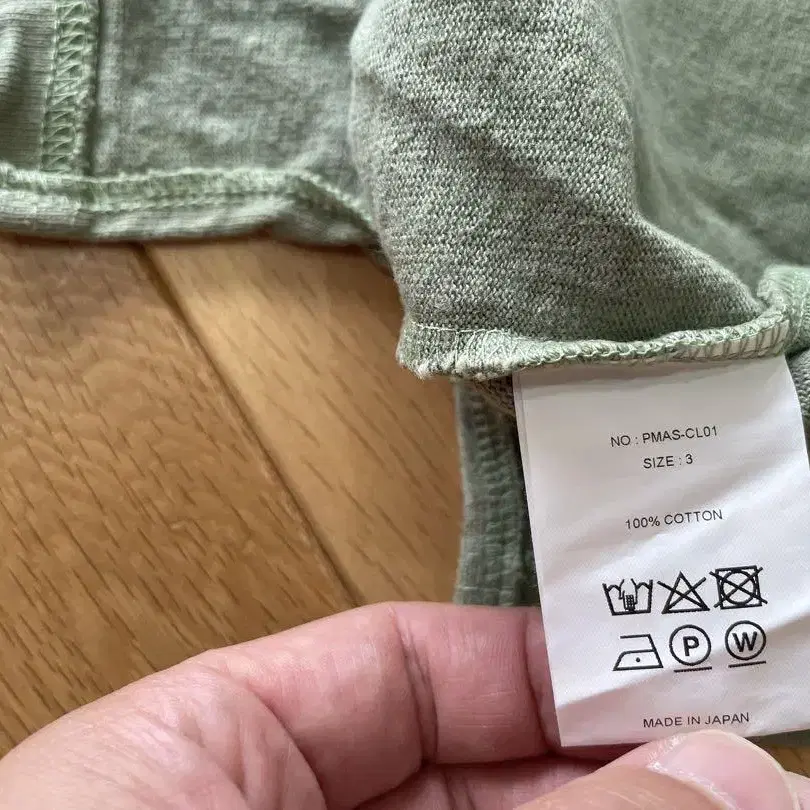 NO : PMAS-CL01
SIZE : 3
100% COTTON
P W
MADE IN JAPAN